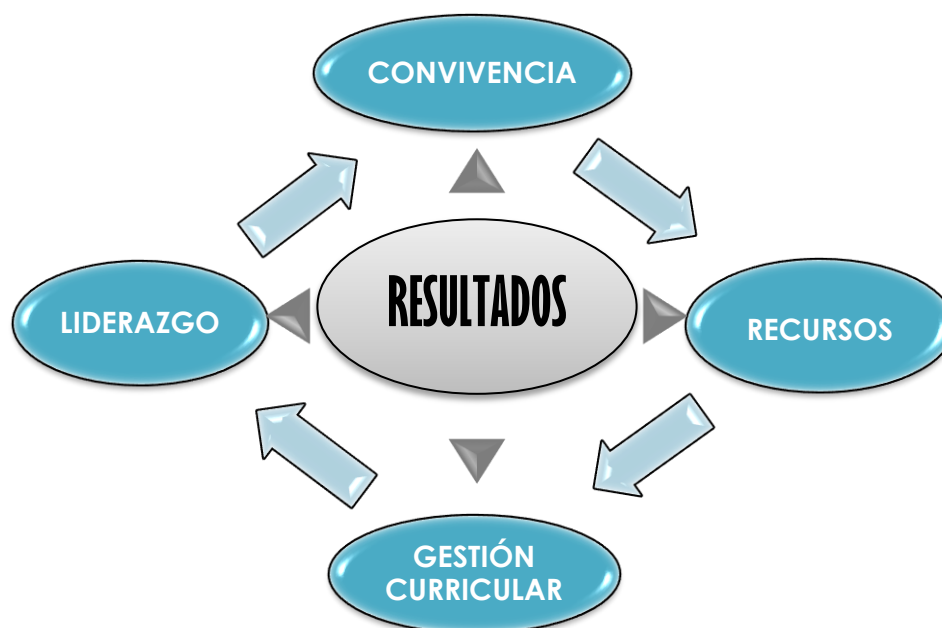 CONVIVENCIA
RESULTADOS
LIDERAZGO
RECURSOS
GESTIÓN
CURRICULAR